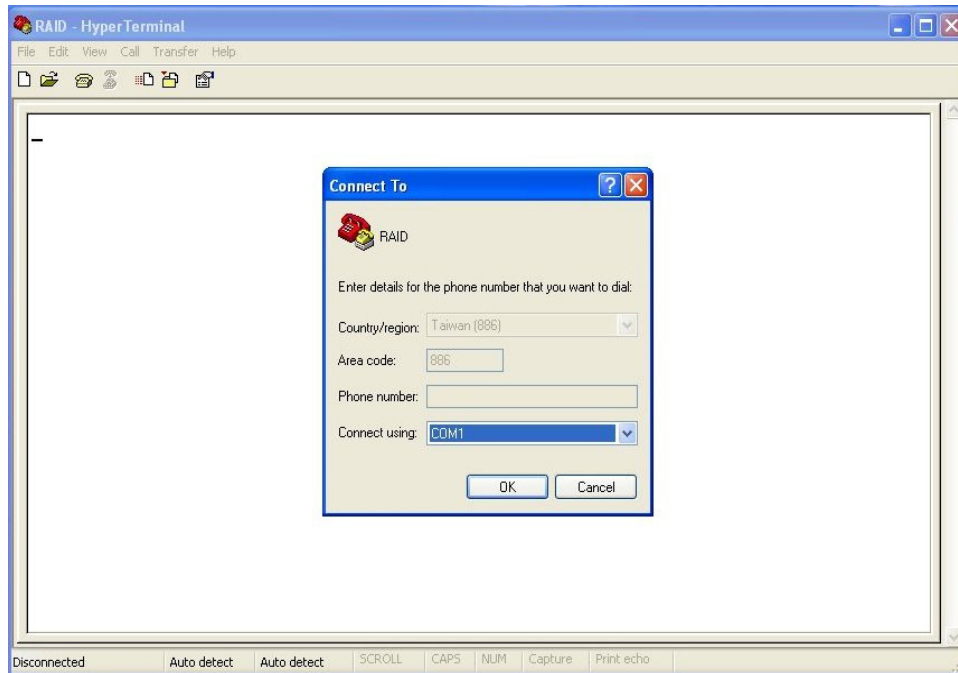 RAID - HyperTerminal
File Edit View Call Transfer Help
Connect To
RAID
Enter details for the phone number that you want to dial:
Country/region: Taiwan (886)
Area code: 886
Phone number:
Connect using: COM1
OK Cancel
Disconnected Auto detect Auto detect SCROLL CAPS NUM Capture Print echo